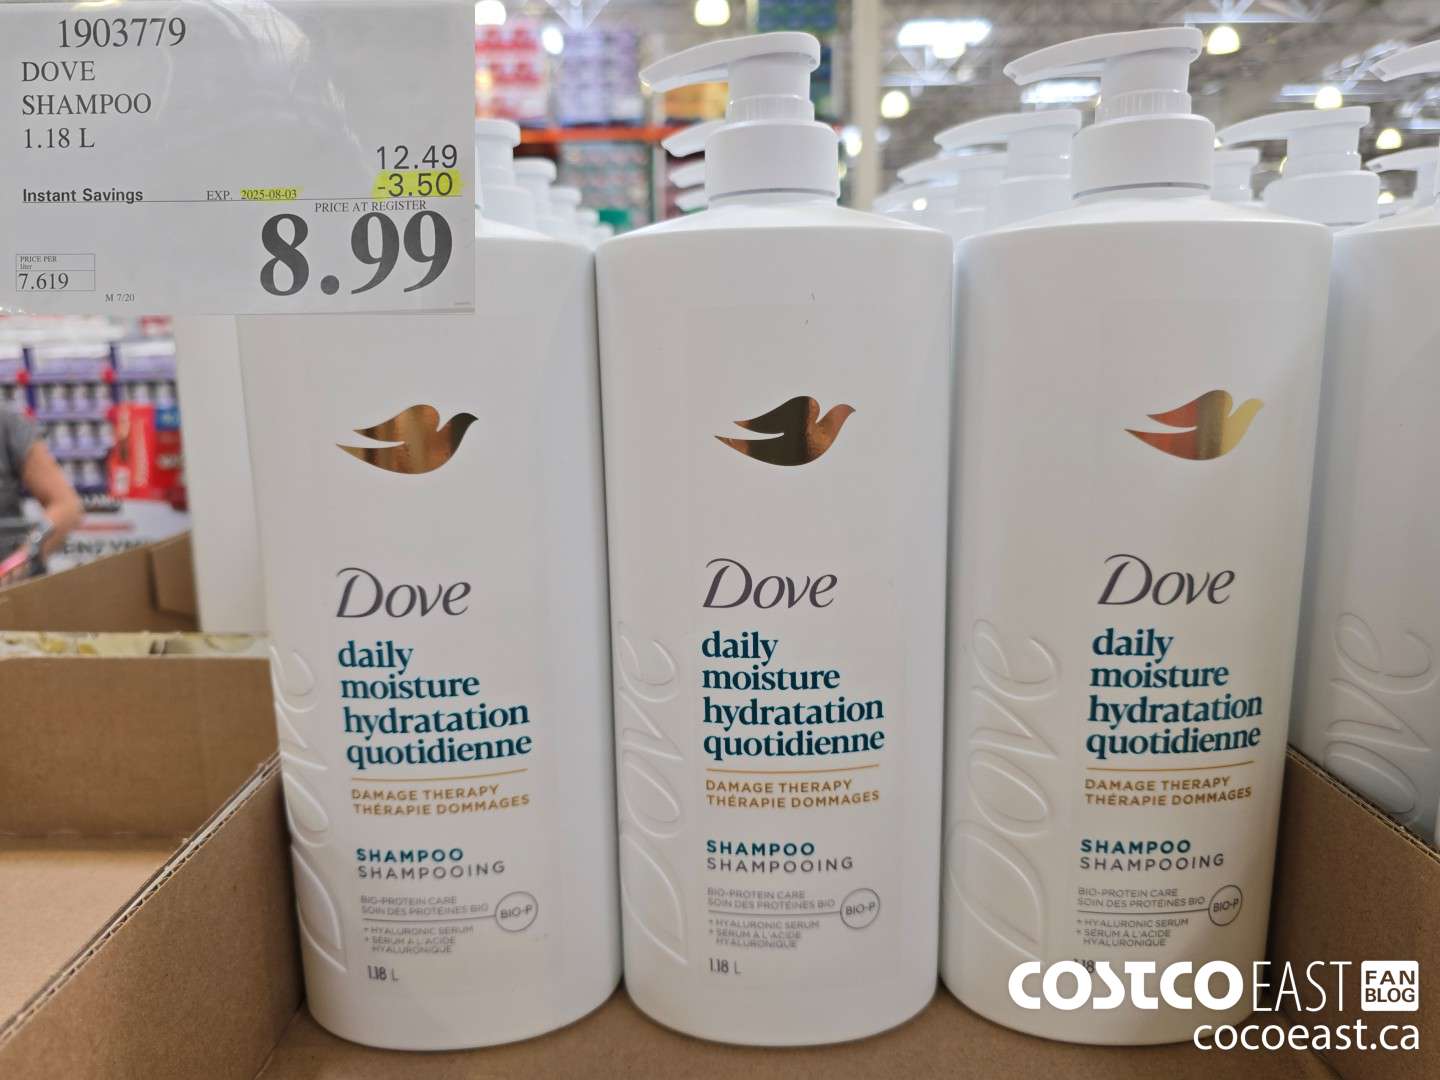 1903779
DOVE
SHAMPOO
1.18 L
12.49
Instant Savings EXP. 2025-08-03 -3.50
PRICE AT REGISTER
8.99
PRICE PER
liter
7.619
M 7/20
Dove
daily
moisture
hydratation
quotidienne
DAMAGE THERAPY
THÉRAPIE DOMMAGES
SHAMPOO
SHAMPOOING
BIO-PROTEIN CARE
SOIN DES PROTÉINES BIO
BIO-P
+ HYALURONIC SERUM
+ SÉRUM À L'ACIDE
HYALURONIQUE
1.18 L
Dove
Dove
daily
moisture
hydratation
quotidienne
DAMAGE THERAPY
THÉRAPIE DOMMAGES
SHAMPOO
SHAMPOOING
BIO-PROTEIN CARE
SOIN DES PROTÉINES BIO
BIO-P
+ HYALURONIC SERUM
+ SÉRUM À L'ACIDE
HYALURONIQUE
1.18 L
Dove
Dove
daily
moisture
hydratation
quotidienne
DAMAGE THERAPY
THÉRAPIE DOMMAGES
SHAMPOO
SHAMPOOING
BIO-PROTEIN CARE
SOIN DES PROTÉINES BIO
BIO-P
+ HYALURONIC SERUM
+ SÉRUM À L'ACIDE
HYALURONIQUE
Dove
Dove
COSTCO EAST FAN BLOG
cocoeast.ca